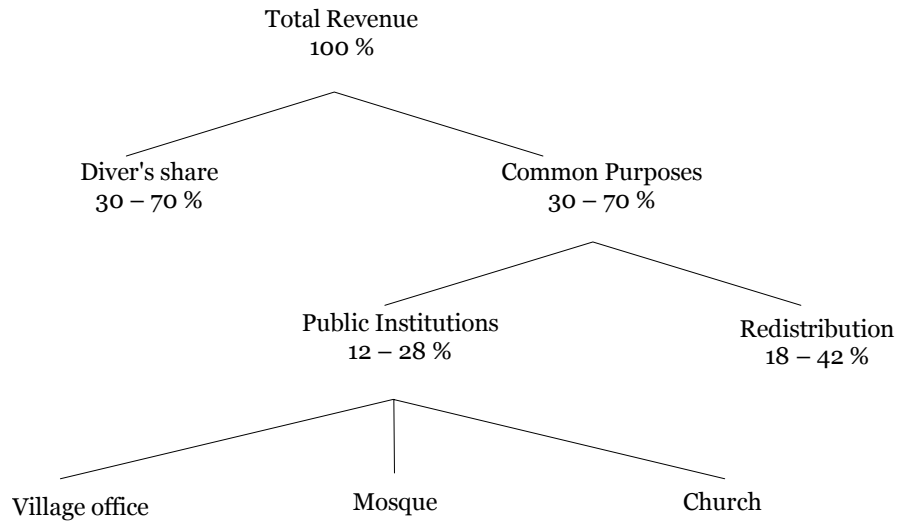 Total Revenue
100 %
Diver's share
30 – 70 %
Common Purposes
30 – 70 %
Public Institutions
12 – 28 %
Redistribution
18 – 42 %
Village office
Mosque
Church